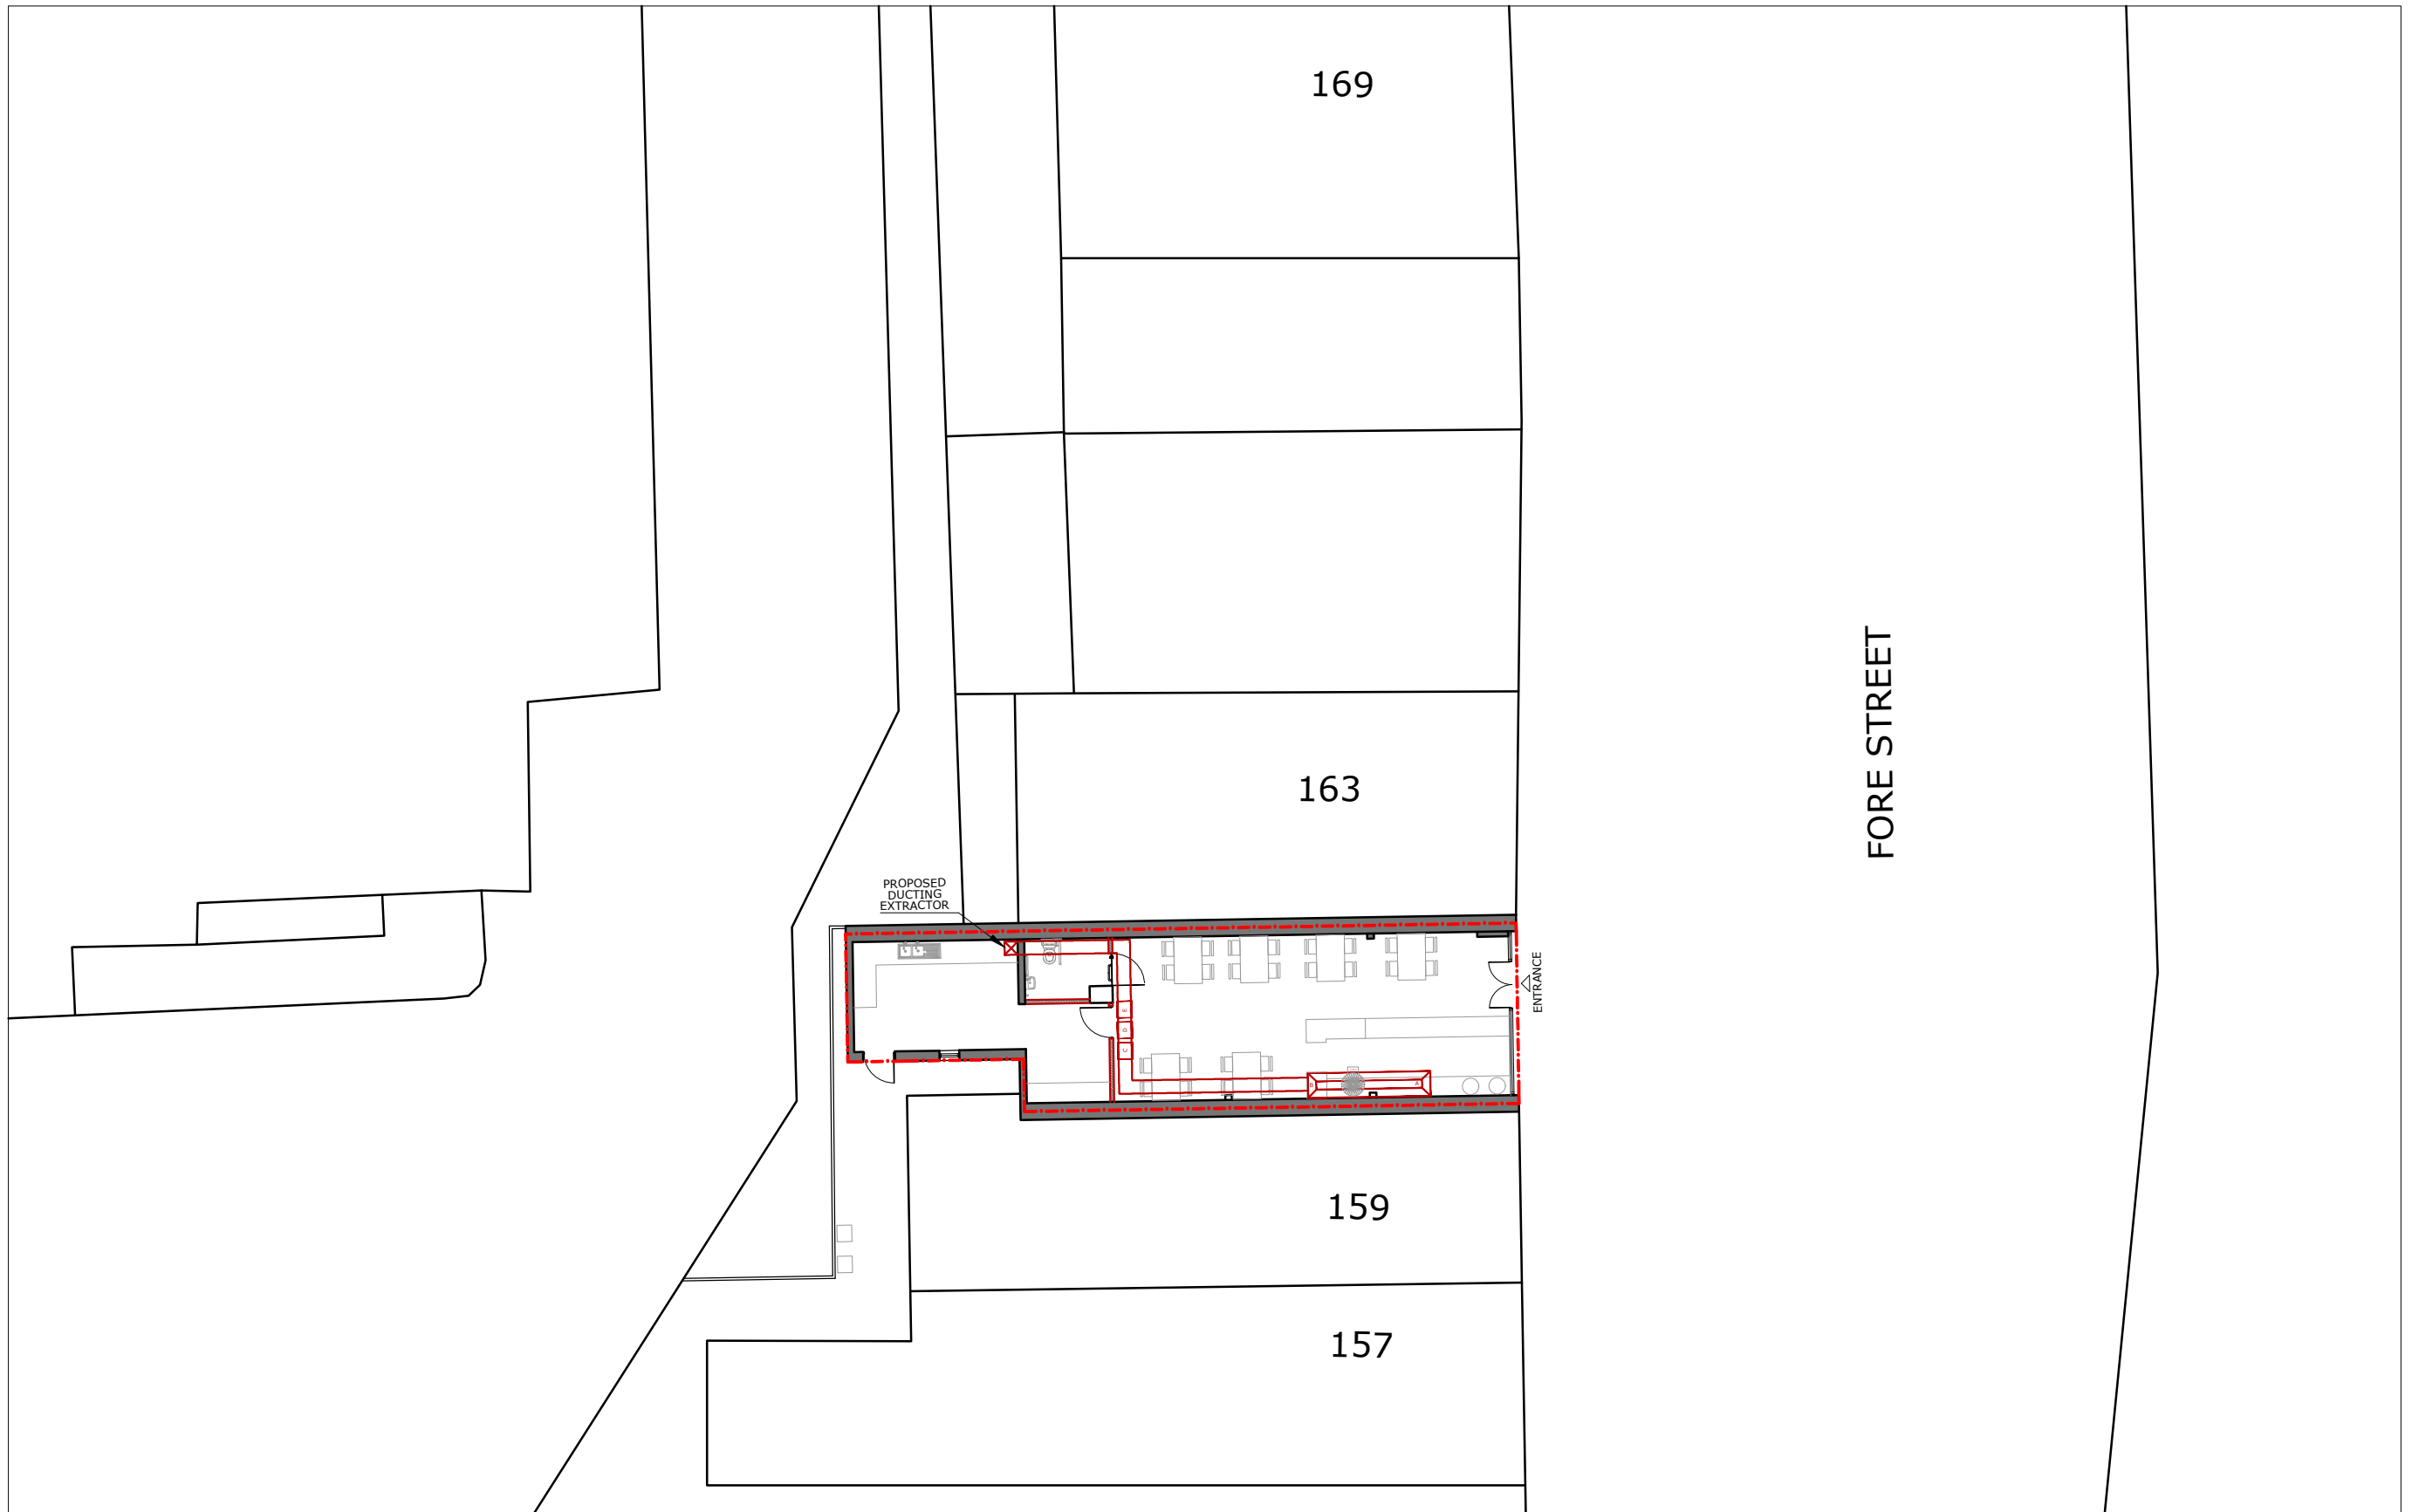 169
FORE STREET
163
PROPOSED
DUCTING
EXTRACTOR
ENTRANCE
E
D
C
B
A
159
157